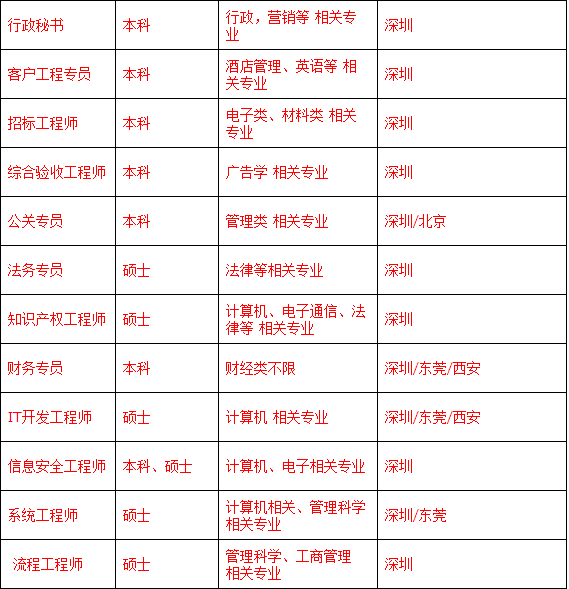 行政秘书
本科
行政，营销等 相关专
业
深圳
客户工程专员
本科
酒店管理、英语等 相
关专业
深圳
招标工程师
本科
电子类、材料类 相关
专业
深圳
综合验收工程师
本科
广告学 相关专业
深圳
公关专员
本科
管理类 相关专业
深圳/北京
法务专员
硕士
法律等相关专业
深圳
知识产权工程师
硕士
计算机、电子通信、法
律等 相关专业
深圳
财务专员
本科
财经类不限
深圳/东莞/西安
IT开发工程师
硕士
计算机 相关专业
深圳/东莞/西安
信息安全工程师
本科、硕士
计算机、电子相关专业
深圳
系统工程师
硕士
计算机相关、管理科学
相关专业
深圳/东莞
流程工程师
硕士
管理科学、工商管理
相关专业
深圳